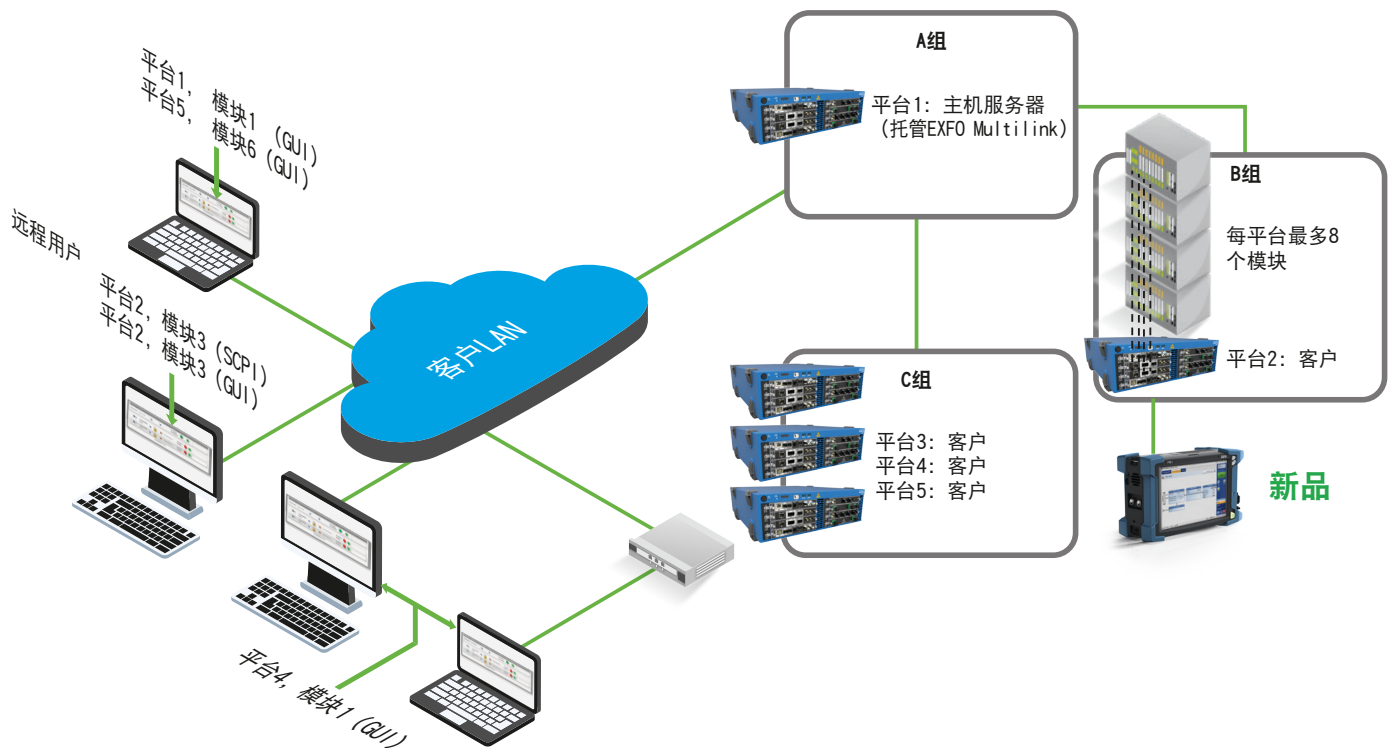 平台1, 模块1 (GUI)
平台5, 模块6 (GUI)
远程用户
平台2, 模块3 (SCPI)
平台2, 模块3 (GUI)
平台4, 模块1 (GUI)
客户LAN
A组
平台1: 主机服务器
(托管EXFO Multilink)
B组
每平台最多8
个模块
平台2: 客户
C组
平台3: 客户
平台4: 客户
平台5: 客户
新品